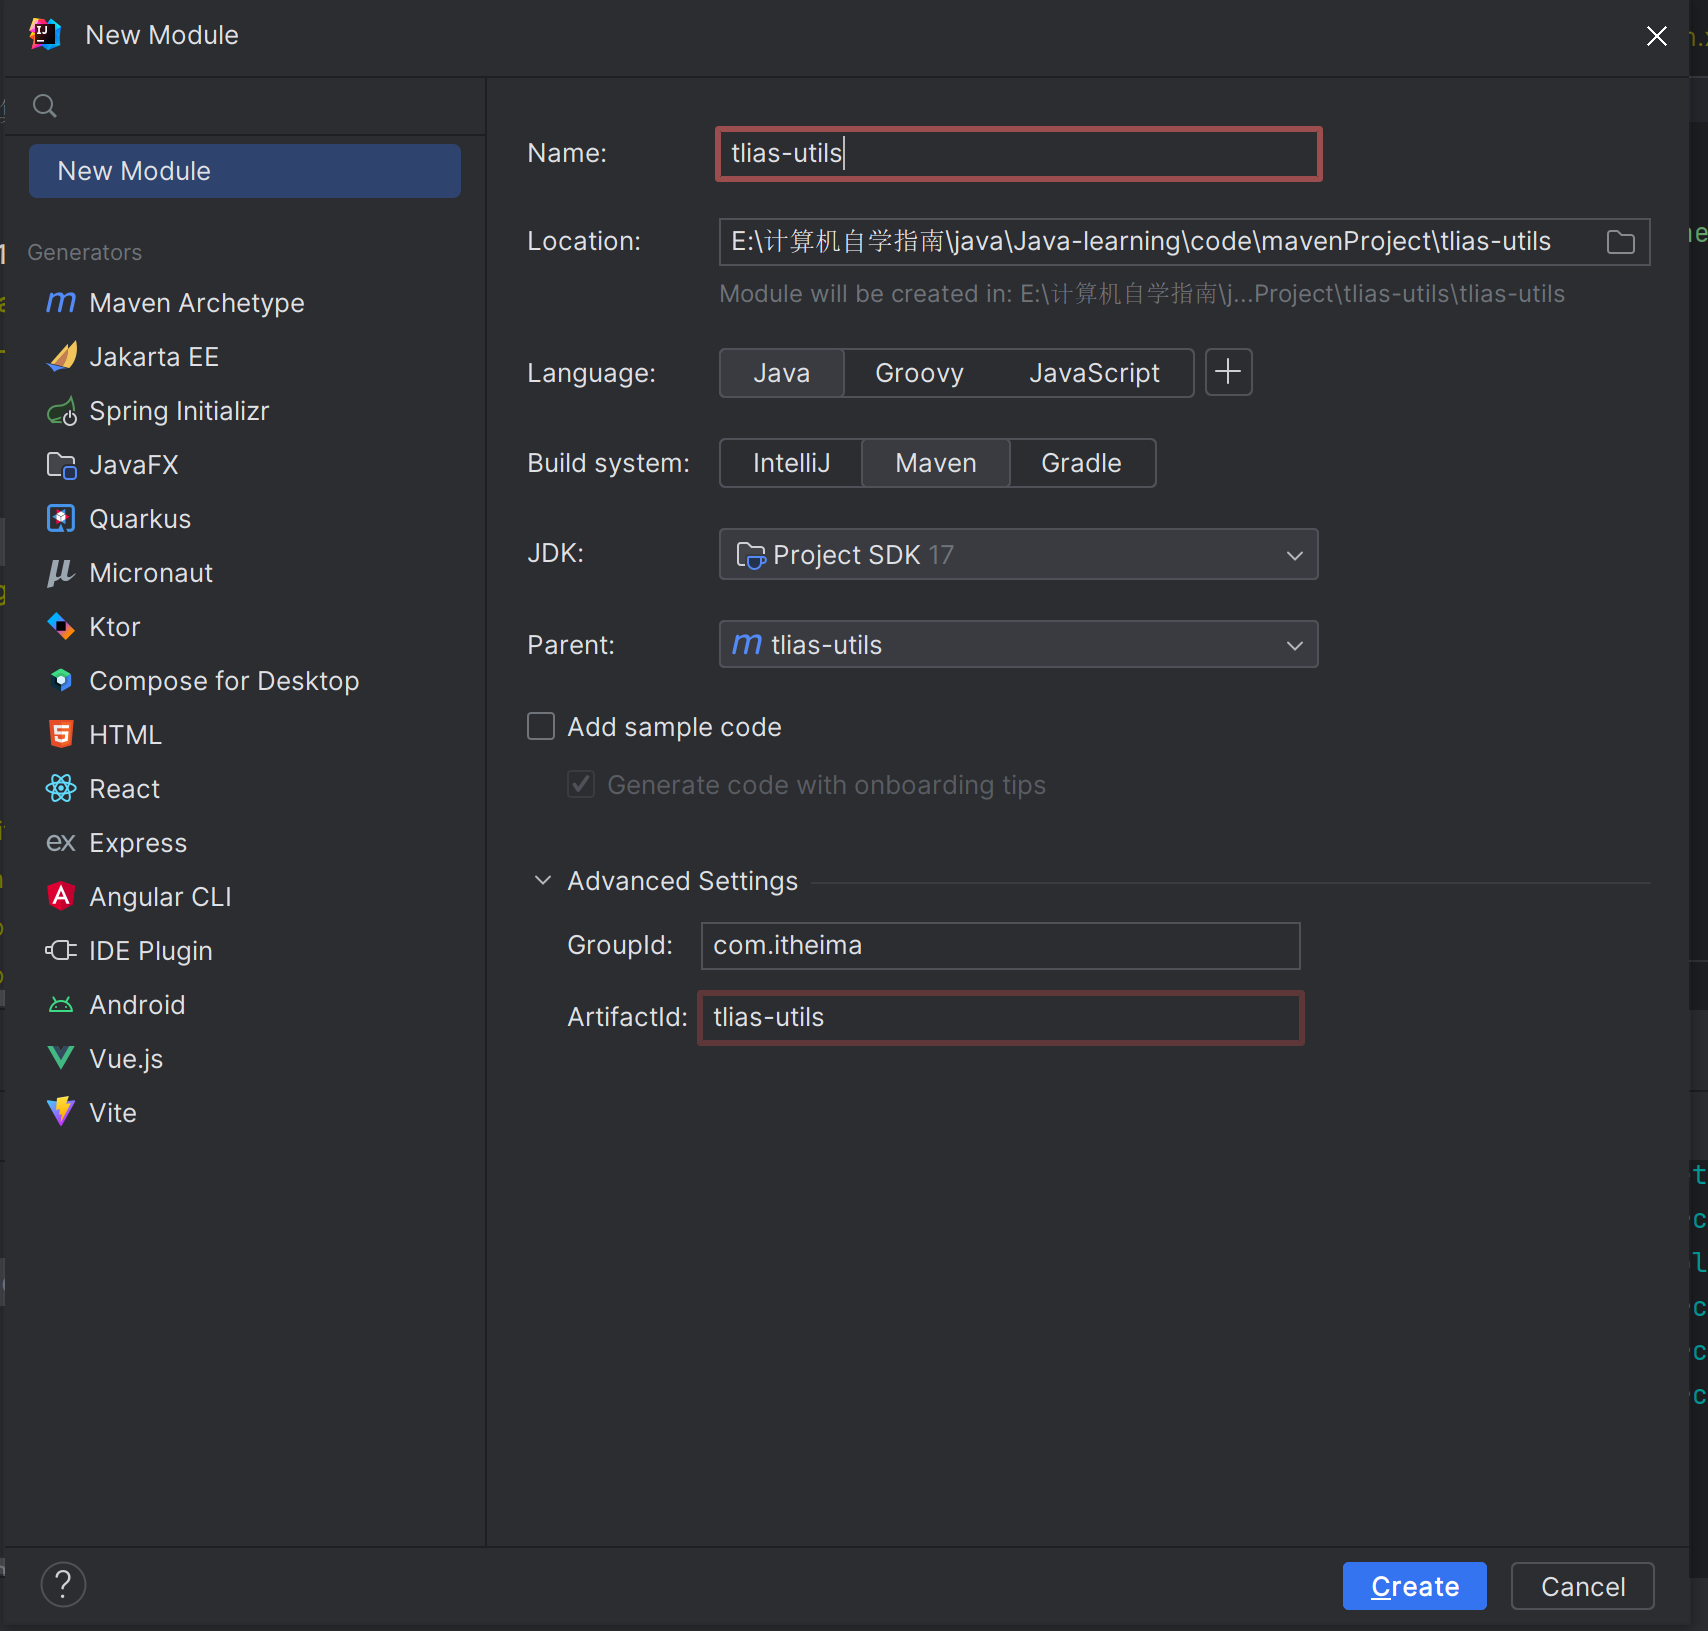 New Module
New Module
Generators
Maven Archetype
Jakarta EE
Spring Initializr
JavaFX
Quarkus
Micronaut
Ktor
Compose for Desktop
HTML
React
Express
Angular CLI
IDE Plugin
Android
Vue.js
Vite
Name: tlias-utils
Location: E:\计算机自学指南\java\Java-learning\code\mavenProject\tlias-utils
Module will be created in: E:\计算机自学指南\j...Project\tlias-utils\tlias-utils
Language: Java Groovy JavaScript
Build system: IntelliJ Maven Gradle
JDK: Project SDK 17
Parent: tlias-utils
Add sample code
Generate code with onboarding tips
Advanced Settings
GroupId: com.itheima
ArtifactId: tlias-utils
? Create Cancel